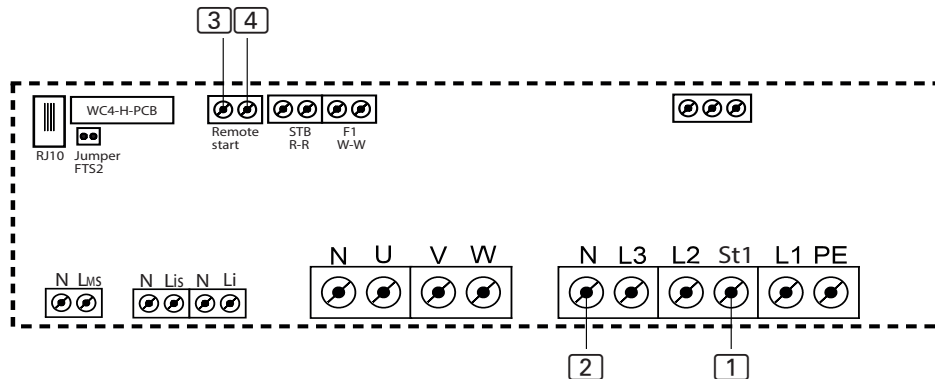 3 4
WC4-H-PCB
RJ10
Jumper
FTS2
Remote
start
STB
R-R
F1
W-W
N LMS
N Lis N Li
N U V W
N L3 L2 St1 L1 PE
2 1